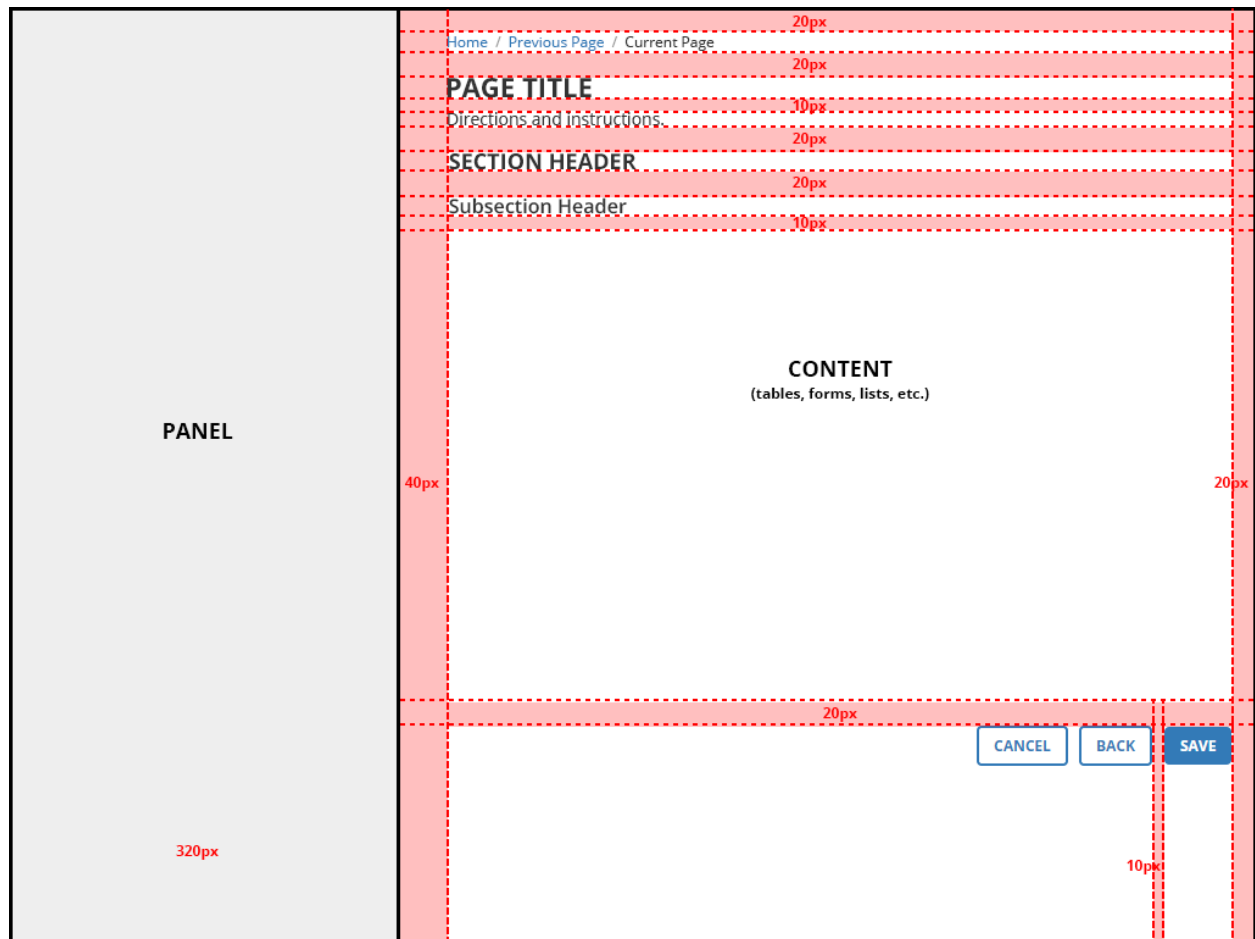 20px
Home / Previous Page / Current Page
20px
PAGE TITLE
10px
Directions and instructions.
20px
SECTION HEADER
20px
Subsection Header
10px
CONTENT
(tables, forms, lists, etc.)
PANEL
40px
20px
20px
CANCEL
BACK
SAVE
320px
10px